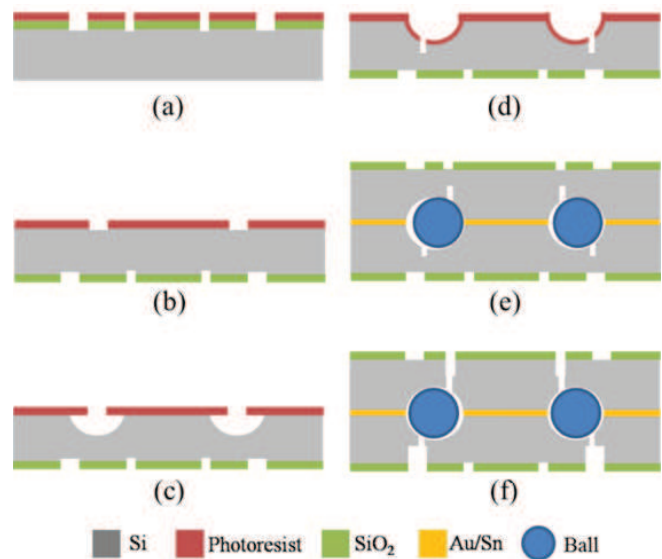 (a)
(d)
(b)
(e)
(c)
(f)
Si Photoresist SiO₂ Au/Sn Ball